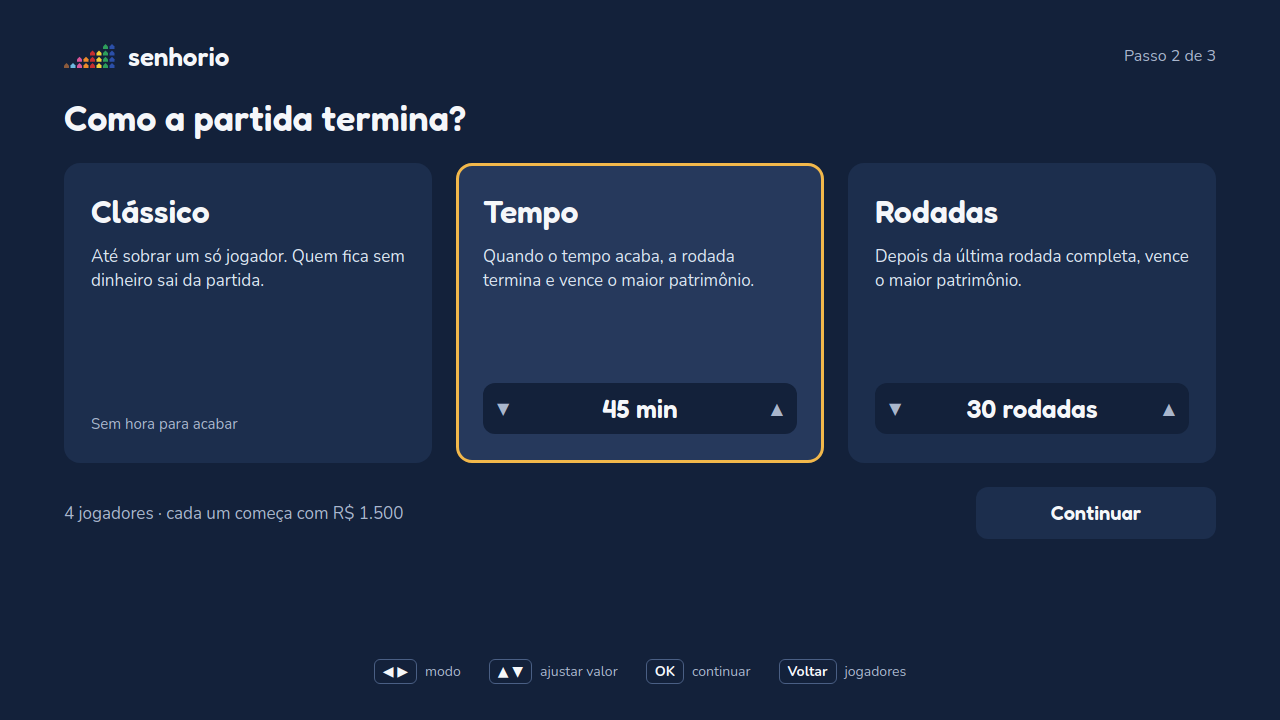 senhorio
Passo 2 de 3
Como a partida termina?
Clássico
Até sobrar um só jogador. Quem fica sem
dinheiro sai da partida.
Sem hora para acabar
Tempo
Quando o tempo acaba, a rodada
termina e vence o maior patrimônio.
▼ 45 min ▲
Rodadas
Depois da última rodada completa, vence
o maior patrimônio.
▼ 30 rodadas ▲
4 jogadores · cada um começa com R$ 1.500
Continuar
◀ ▶ modo ▲ ▼ ajustar valor OK continuar Voltar jogadores